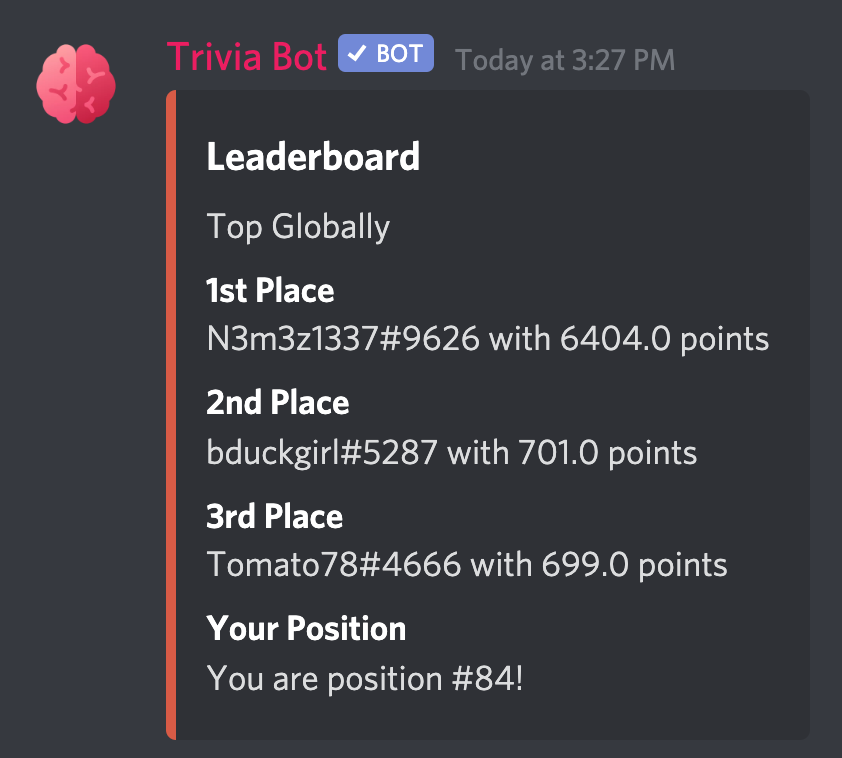 Trivia Bot ✓ BOT Today at 3:27 PM
Leaderboard
Top Globally
1st Place
N3m3z1337#9626 with 6404.0 points
2nd Place
bduckgirl#5287 with 701.0 points
3rd Place
Tomato78#4666 with 699.0 points
Your Position
You are position #84!